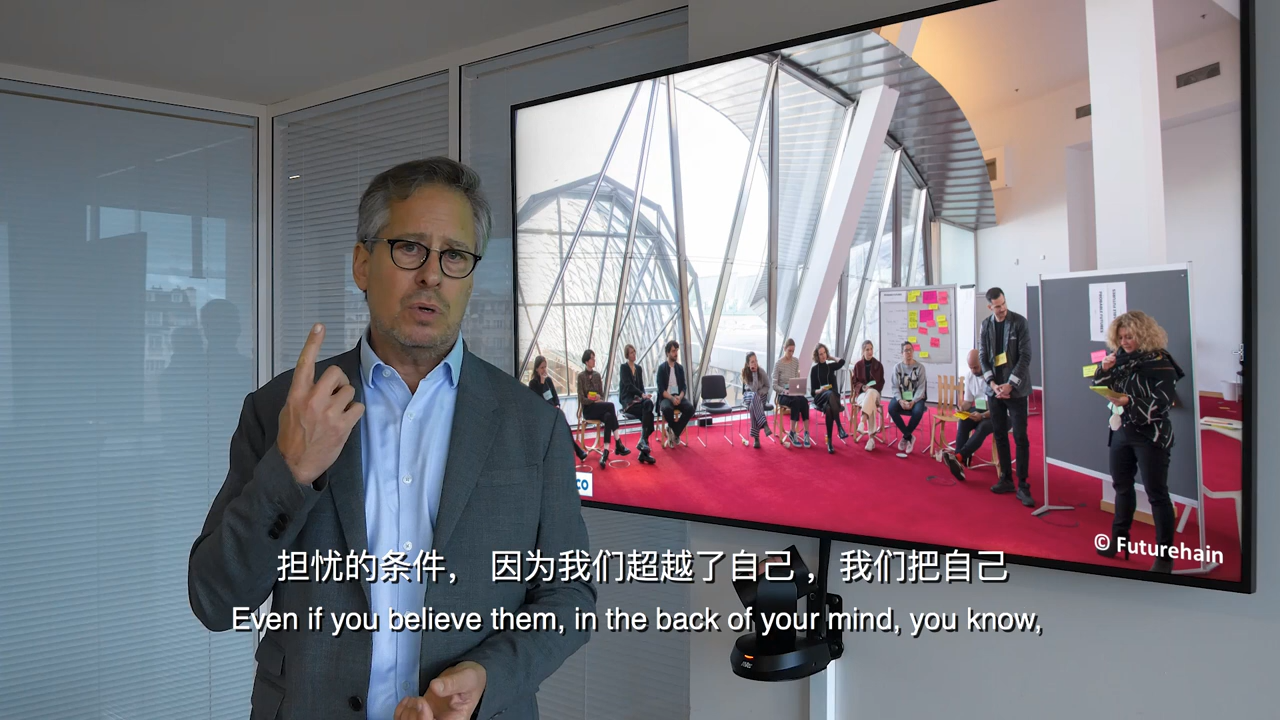 co
© Futurehain
担忧的条件， 因为我们超越了自己 ，我们把自己
Even if you believe them, in the back of your mind, you know,